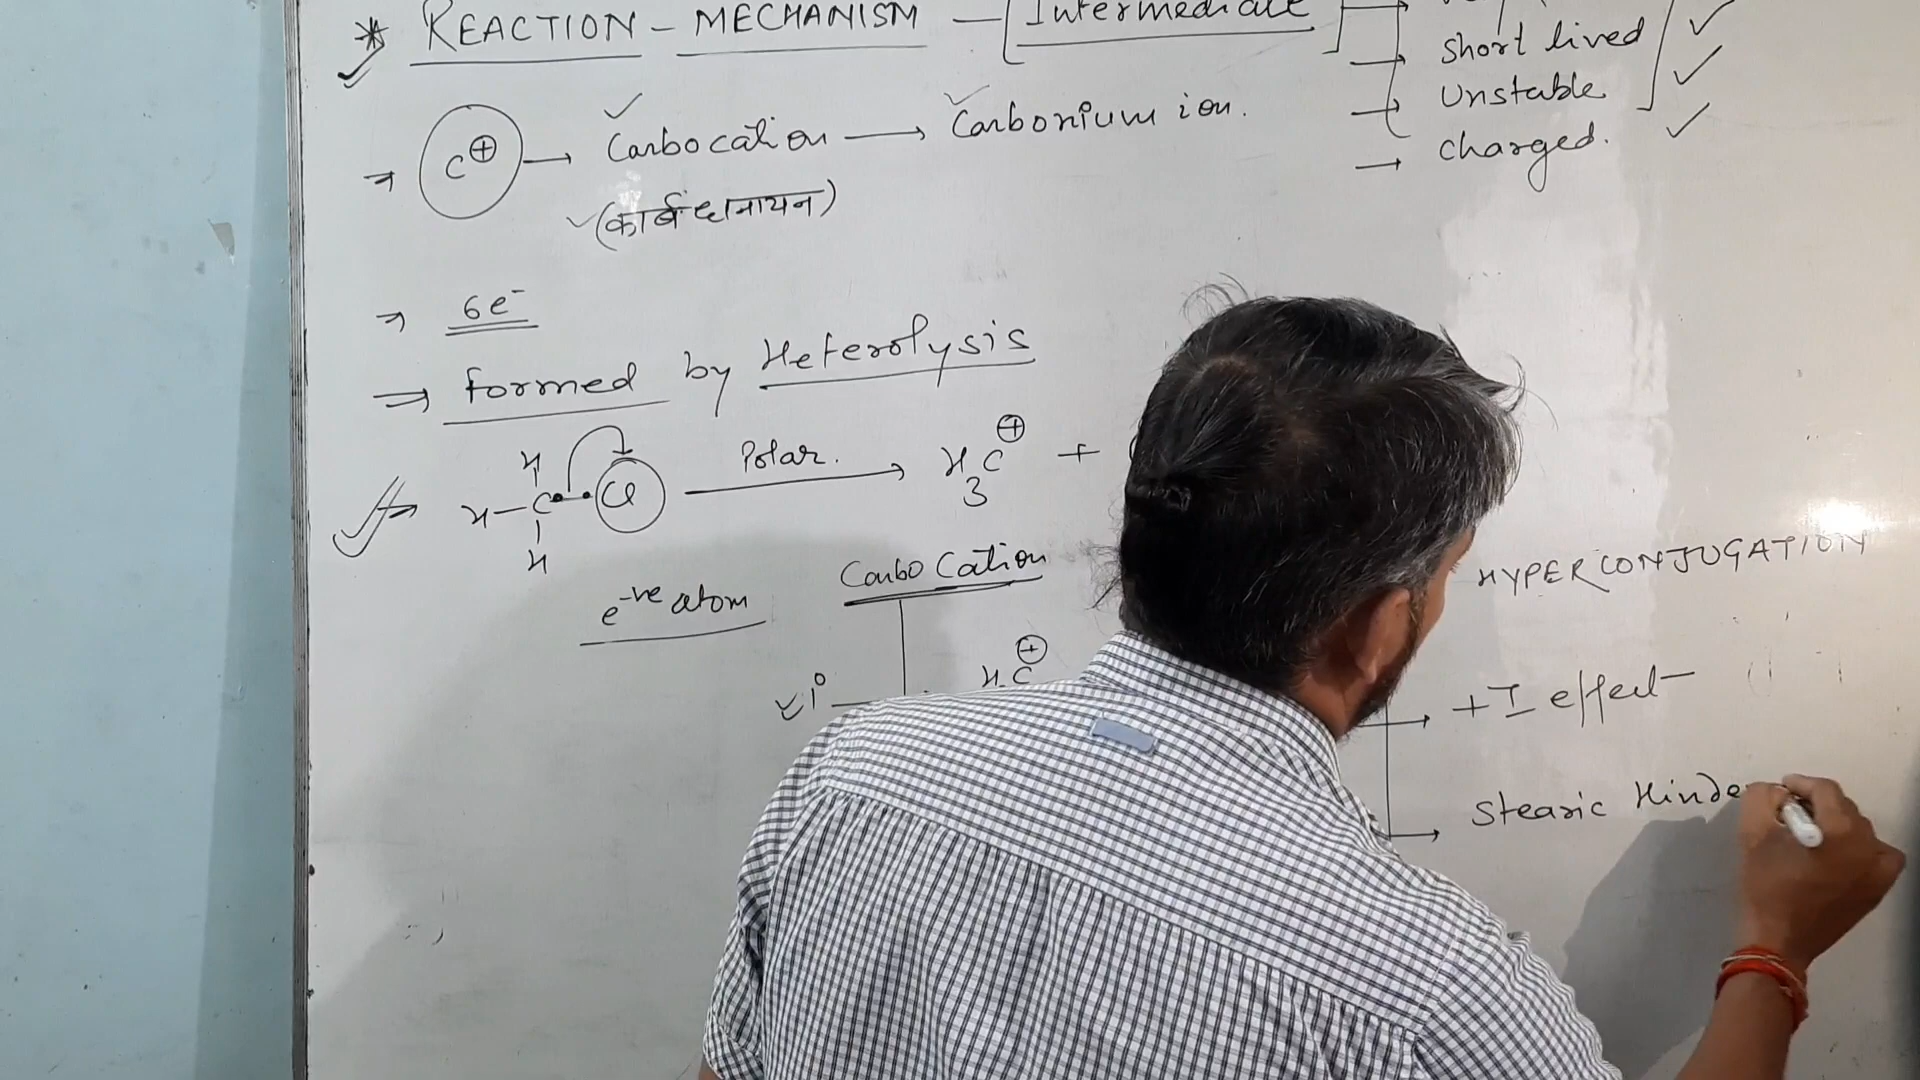 * REACTION - MECHANISM - [Intermediate]
→ short lived
→ Unstable
→ charged.
→ C⊕ → Carbocation → Carbonium ion.
(कार्बधनायन)
→ 6e⁻
→ formed by Heterolysis
H
H-C-Cl Polar. → H₃C⊕ +
H
e-ve atom
Carbo Cation
HYPERCONJUGATION
1° H C⊕
→ +I effect
→ Stearic Hinde